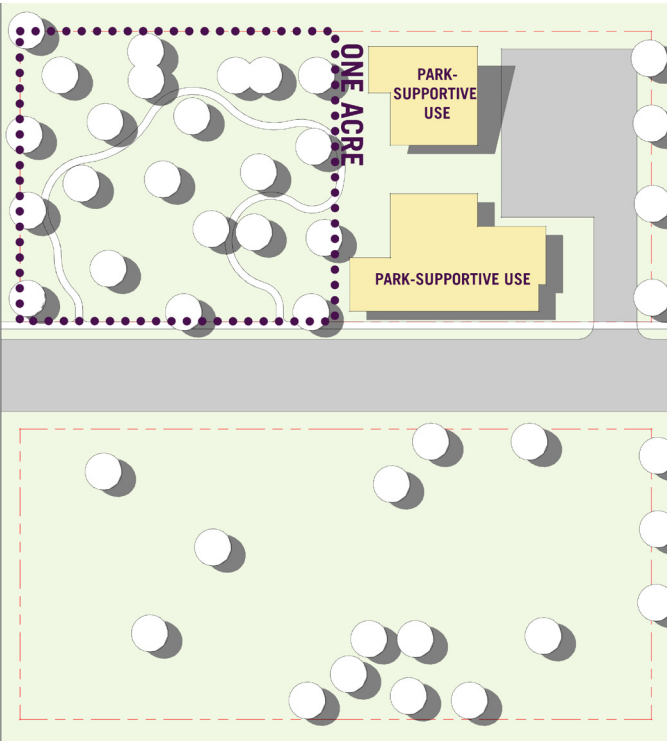 ONE ACRE
PARK-
SUPPORTIVE
USE
PARK-SUPPORTIVE USE